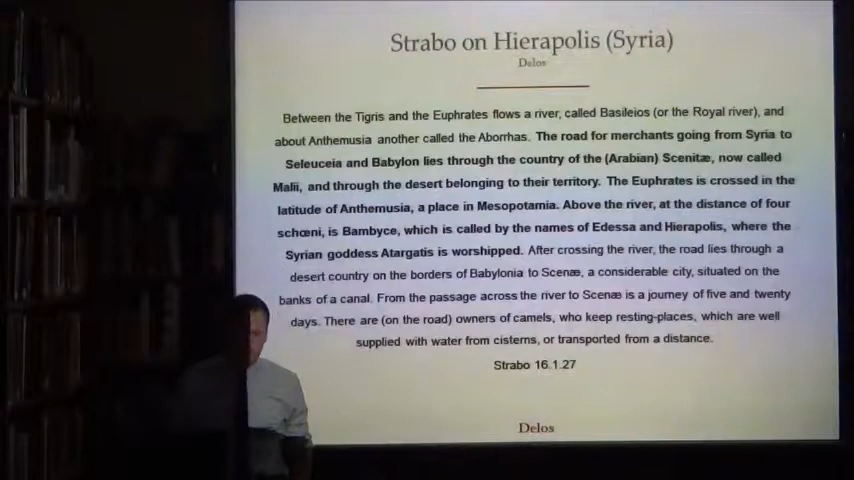 Strabo on Hierapolis (Syria)
Delos
Between the Tigris and the Euphrates flows a river, called Basileios (or the Royal river), and
about Anthemusia another called the Aborrhas. The road for merchants going from Syria to
Seleuceia and Babylon lies through the country of the (Arabian) Scenitæ, now called
Malii, and through the desert belonging to their territory. The Euphrates is crossed in the
latitude of Anthemusia, a place in Mesopotamia. Above the river, at the distance of four
schœni, is Bambyce, which is called by the names of Edessa and Hierapolis, where the
Syrian goddess Atargatis is worshipped. After crossing the river, the road lies through a
desert country on the borders of Babylonia to Scenæ, a considerable city, situated on the
banks of a canal. From the passage across the river to Scenæ is a journey of five and twenty
days. There are (on the road) owners of camels, who keep resting-places, which are well
supplied with water from cisterns, or transported from a distance.
Strabo 16.1.27
Delos